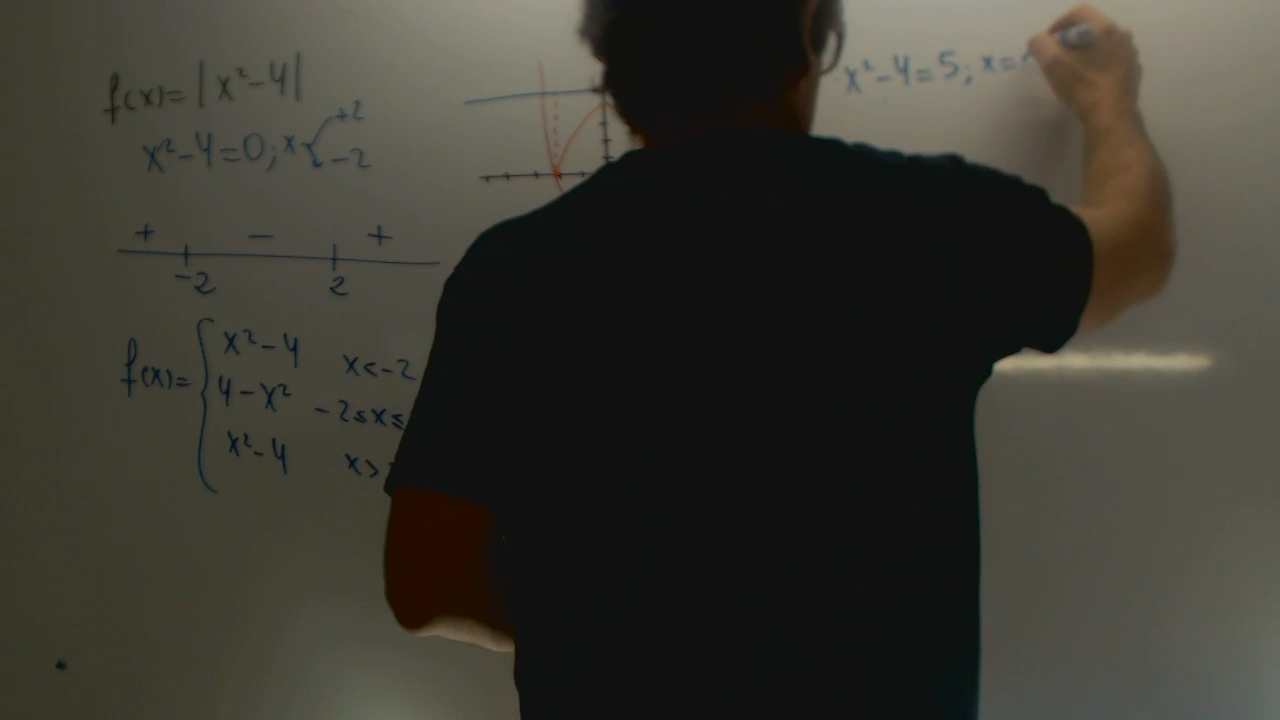 f(x)=|x²-4|
x²-4=0; x +2 -2
+ - +
-2 2
f(x)= { x²-4 x<-2
4-x² -2≤x≤
x²-4 x>
x²-4=5; x=